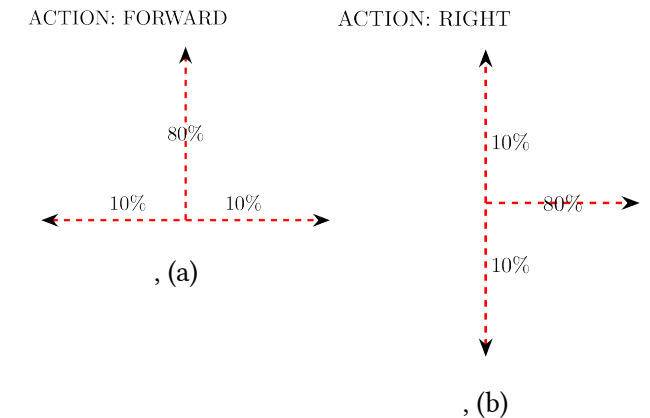 ACTION: FORWARD
80%
10% 10%
, (a)
ACTION: RIGHT
10%
80%
10%
, (b)